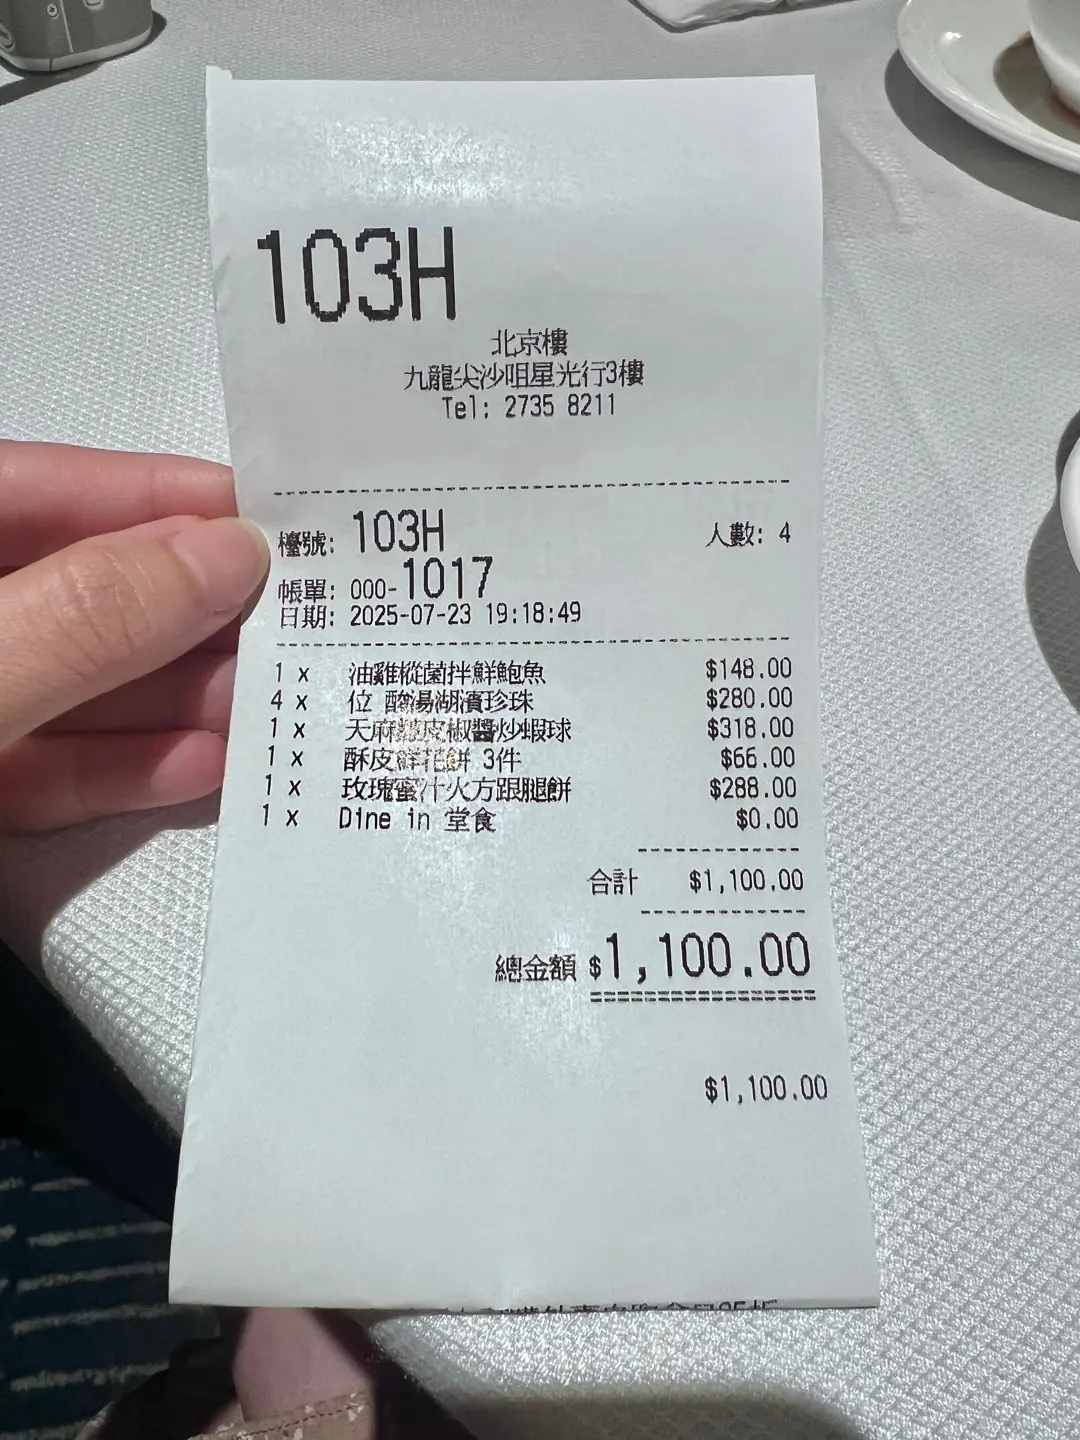 103H
北京樓
九龍尖沙咀星光行3樓
Tel: 2735 8211
檯號: 103H 人數: 4
帳單: 000-1017
日期: 2025-07-23 19:18:49
1 x 油雞樅菌拌鮮鮑魚 $148.00
4 x 位 酸湯湖濱珍珠 $280.00
1 x 天麻皮椒醬炒蝦球 $318.00
1 x 酥皮鮮花餅 3件 $66.00
1 x 玫瑰蜜汁火方跟腿餅 $288.00
1 x Dine in 堂食 $0.00
合計 $1,100.00
總金額 $1,100.00
$1,100.00